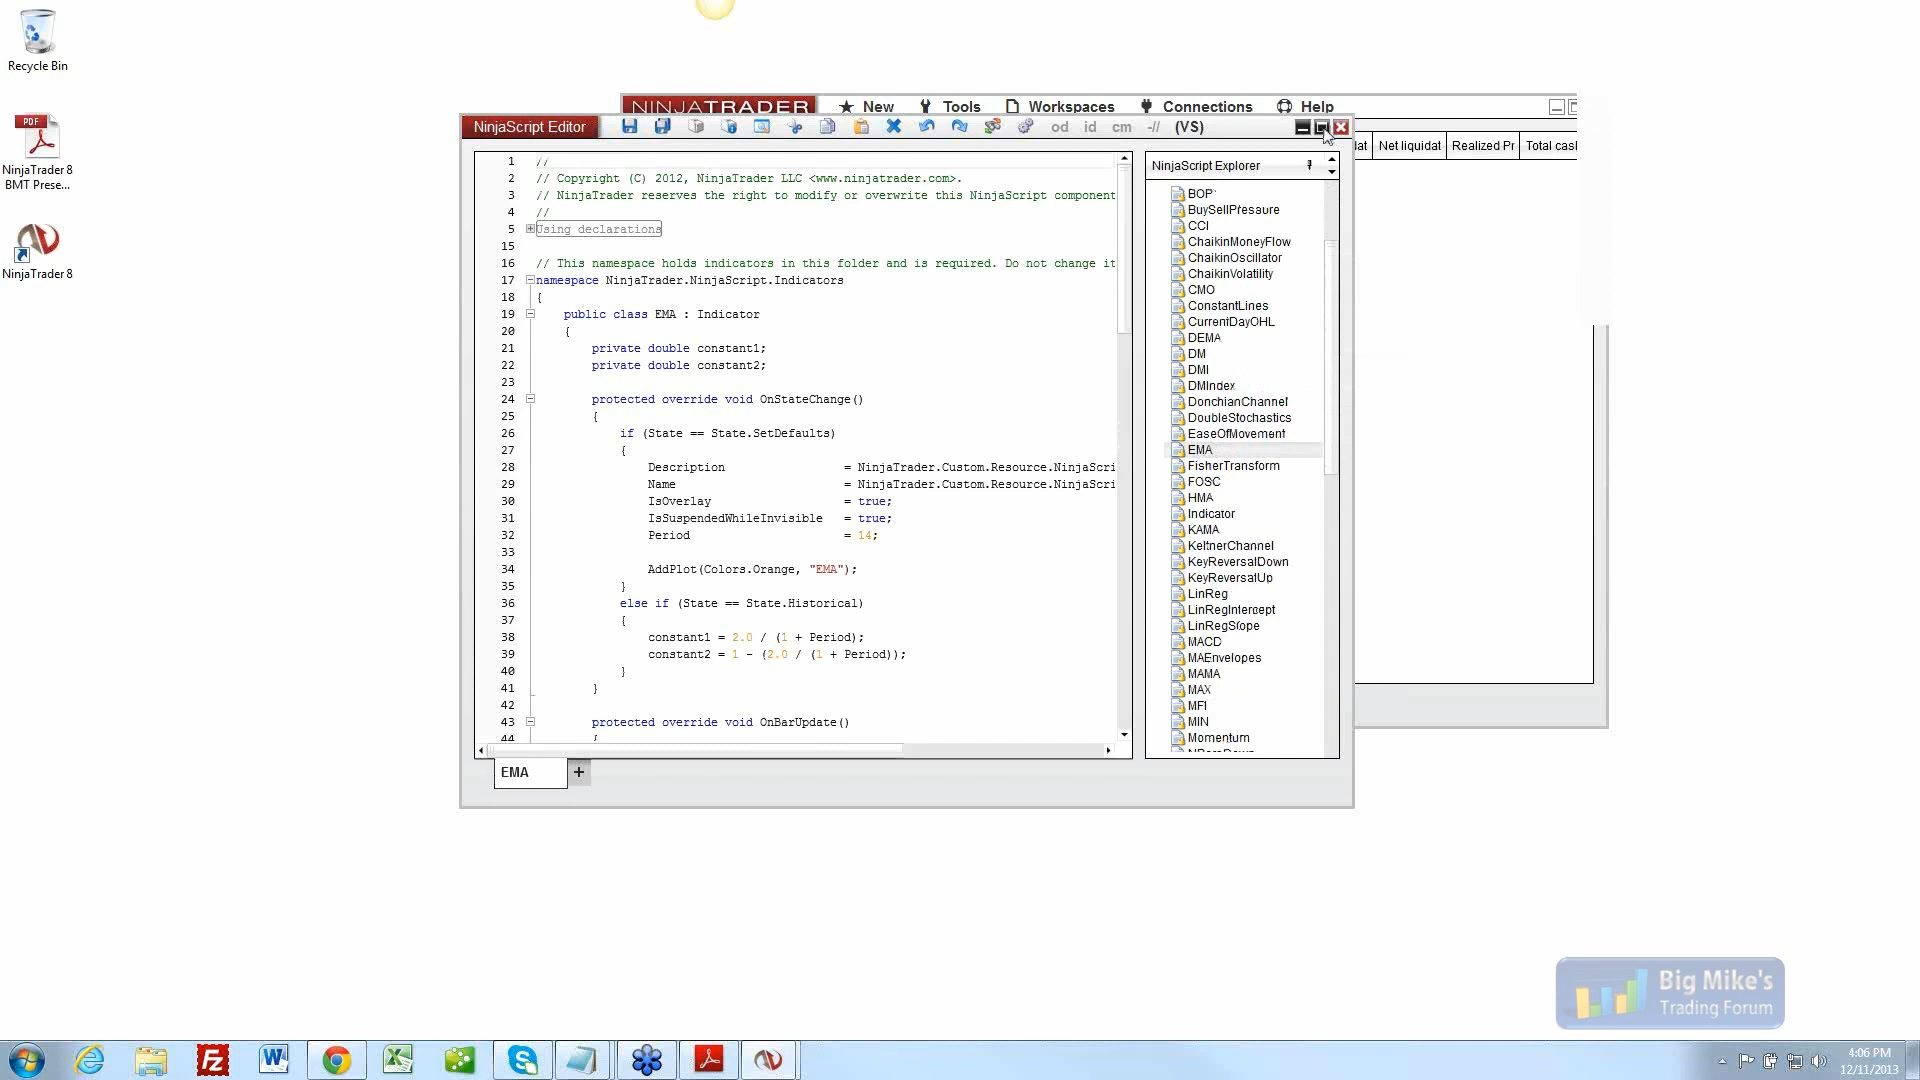 Recycle Bin
PDF
NinjaTrader 8
BMT Prese...
NinjaTrader 8
NINJATRADER
New
Tools
Workspaces
Connections
Help
NinjaScript Editor
od
id
cm
-//
(VS)
Net liquidat
Realized Pr
Total cas
1 //
2 // Copyright (C) 2012, NinjaTrader LLC <www.ninjatrader.com>.
3 // NinjaTrader reserves the right to modify or overwrite this NinjaScript component
4 //
5 Using declarations
15
16 // This namespace holds indicators in this folder and is required. Do not change it
17 namespace NinjaTrader.NinjaScript.Indicators
18 {
19 public class EMA : Indicator
20 {
21 private double constant1;
22 private double constant2;
23
24 protected override void OnStateChange()
25 {
26 if (State == State.SetDefaults)
27 {
28 Description = NinjaTrader.Custom.Resource.NinjaScri
29 Name = NinjaTrader.Custom.Resource.NinjaScri
30 IsOverlay = true;
31 IsSuspendedWhileInvisible = true;
32 Period = 14;
33
34 AddPlot(Colors.Orange, "EMA");
35 }
36 else if (State == State.Historical)
37 {
38 constant1 = 2.0 / (1 + Period);
39 constant2 = 1 - (2.0 / (1 + Period));
40 }
41 }
42
43 protected override void OnBarUpdate()
44 {
EMA
+
NinjaScript Explorer
BOP
BuySellPressure
CCI
ChaikinMoneyFlow
ChaikinOscillator
ChaikinVolatility
CMO
ConstantLines
CurrentDayOHL
DEMA
DM
DMI
DMIndex
DonchianChannel
DoubleStochastics
EaseOfMovement
EMA
FisherTransform
FOSC
HMA
Indicator
KAMA
KeltnerChannel
KeyReversalDown
KeyReversalUp
LinReg
LinRegIntercept
LinRegSlope
MACD
MAEnvelopes
MAMA
MAX
MFI
MIN
Momentum
Big Mike's
Trading Forum
4:06 PM
12/11/2013